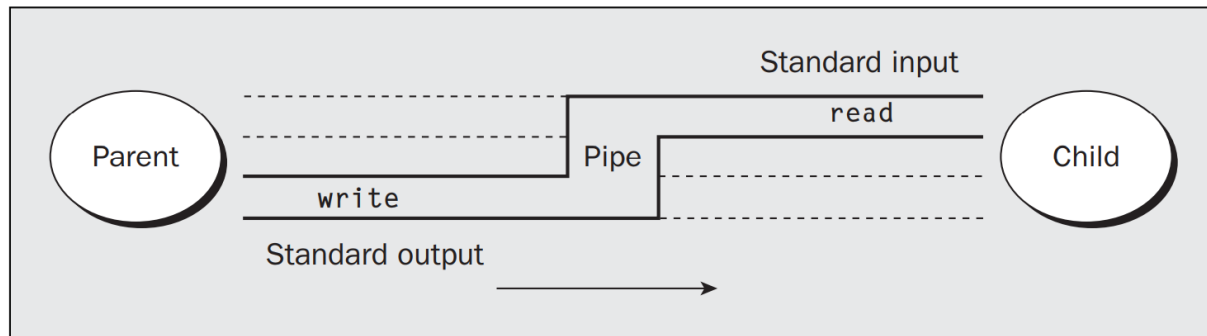 Standard input
read
Parent
Pipe
Child
write
Standard output